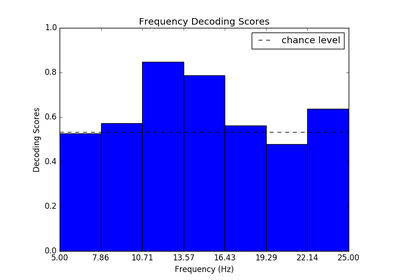 Frequency Decoding Scores
chance level
1.0
0.8
0.6
0.4
0.2
0.0
Decoding Scores
5.00 7.86 10.71 13.57 16.43 19.29 22.14 25.00
Frequency (Hz)